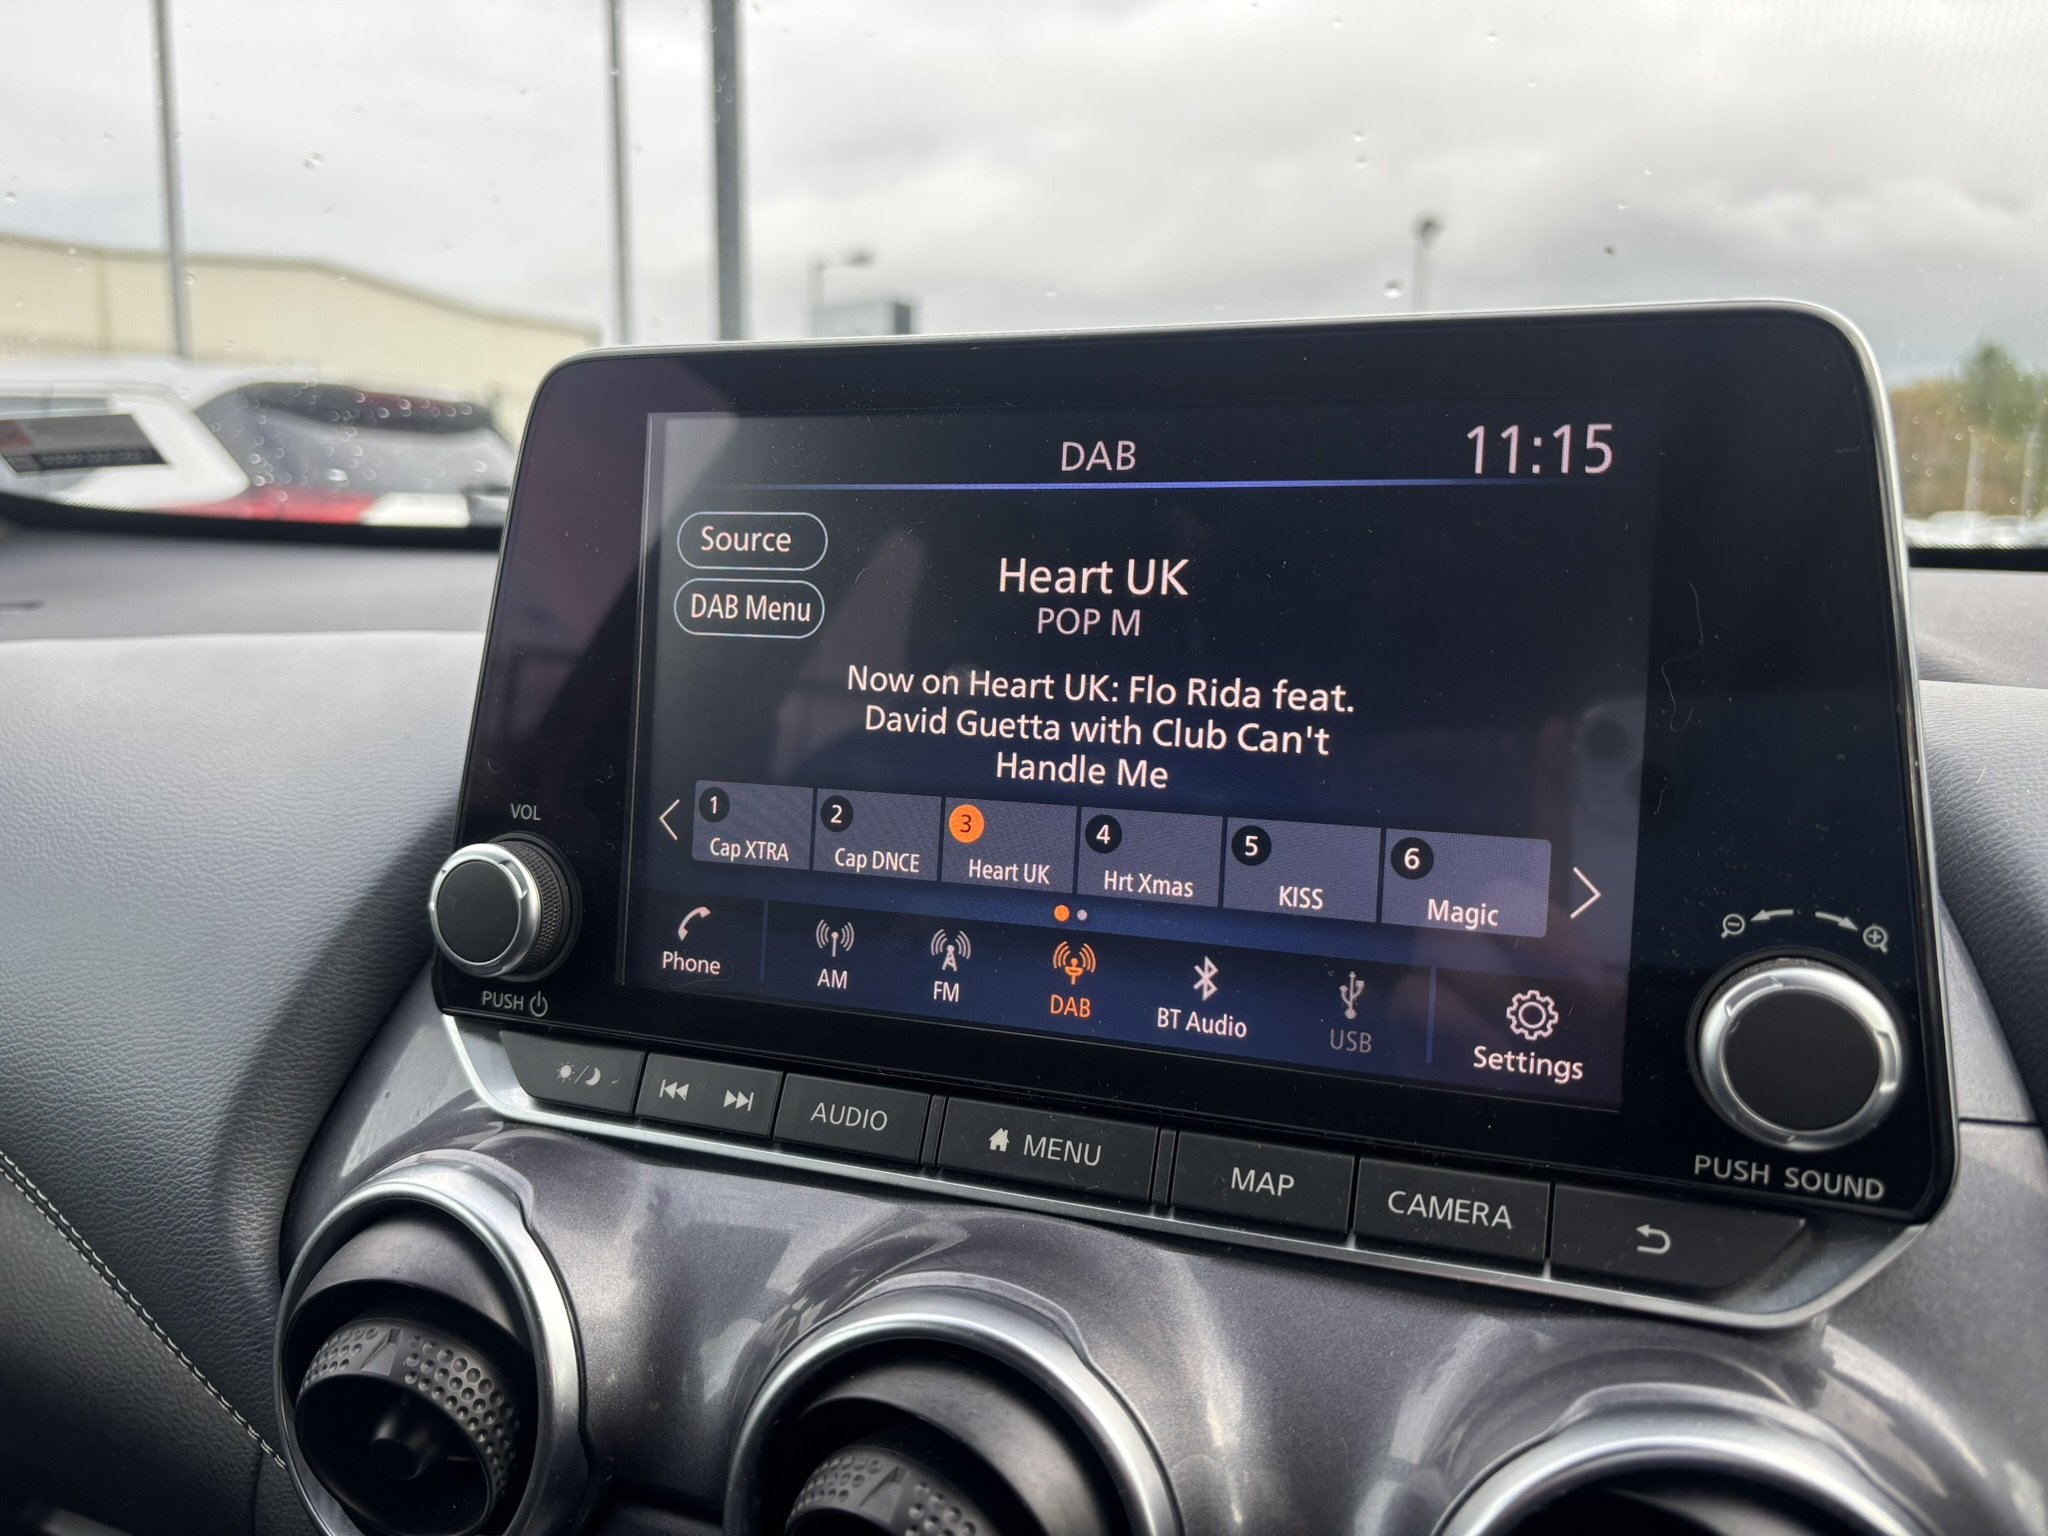 DAB
11:15
Source
DAB Menu
Heart UK
POP M
Now on Heart UK: Flo Rida feat.
David Guetta with Club Can't
Handle Me
1 2 3 4 5 6
Cap XTRA Cap DNCE Heart UK Hrt Xmas KISS Magic
Phone AM FM DAB BT Audio USB Settings
VOL
PUSH
PUSH SOUND
AUDIO MENU MAP CAMERA